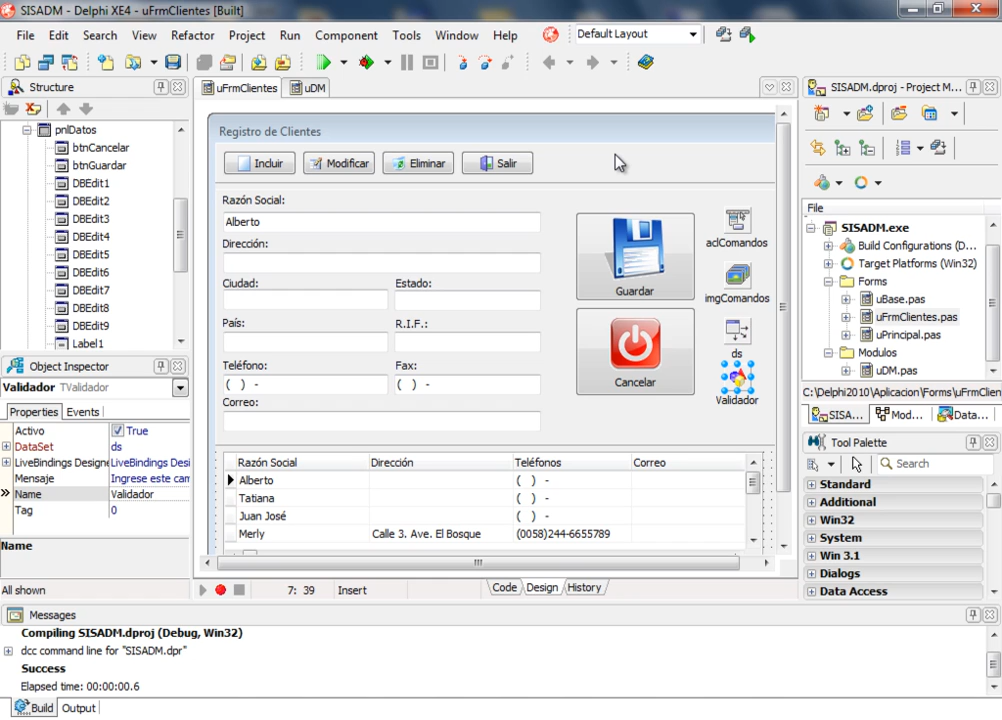 SISADM - Delphi XE4 - uFrmClientes [Built]
File Edit Search View Refactor Project Run Component Tools Window Help
Default Layout
Structure
pnlDatos
btnCancelar
btnGuardar
DBEdit1
DBEdit2
DBEdit3
DBEdit4
DBEdit5
DBEdit6
DBEdit7
DBEdit8
DBEdit9
Label1
Object Inspector
Validador TValidador
Properties Events
Activo True
DataSet ds
LiveBindings Designe LiveBindings Desi
Mensaje Ingrese este cam
Name Validador
Tag 0
Name
All shown
uFrmClientes uDM
Registro de Clientes
Incluir Modificar Eliminar Salir
Razón Social:
Alberto
Dirección:
Ciudad: Estado:
País: R.I.F.:
Teléfono: Fax:
( ) - ( ) -
Correo:
Guardar
Cancelar
aclComandos
imgComandos
ds
Validador
Razón Social Dirección Teléfonos Correo
Alberto ( ) -
Tatiana ( ) -
Juan José ( ) -
Merly Calle 3. Ave. El Bosque (0058)244-6655789
7: 39 Insert Code Design History
SISADM.dproj - Project M...
File
SISADM.exe
Build Configurations (D...
Target Platforms (Win32)
Forms
uBase.pas
uFrmClientes.pas
uPrincipal.pas
Modulos
uDM.pas
C:\Delphi2010\Aplicacion\Forms\uFrmClien
SISA... Mod... Data...
Tool Palette
Search
Standard
Additional
Win32
System
Win 3.1
Dialogs
Data Access
Messages
Compiling SISADM.dproj (Debug, Win32)
dcc command line for "SISADM.dpr"
Success
Elapsed time: 00:00:00.6
Build Output